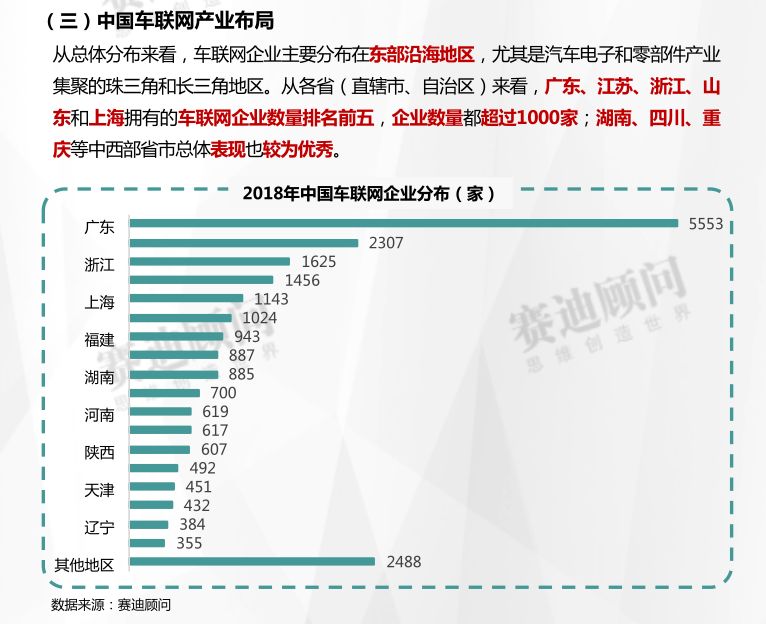 （三）中国车联网产业布局
从总体分布来看，车联网企业主要分布在东部沿海地区，尤其是汽车电子和零部件产业
集聚的珠三角和长三角地区。从各省（直辖市、自治区）来看，广东、江苏、浙江、山
东和上海拥有的车联网企业数量排名前五，企业数量都超过1000家；湖南、四川、重
庆等中西部省市总体表现也较为优秀。
2018年中国车联网企业分布（家）
广东 5553
2307
浙江 1625
1456
上海 1143
1024
福建 943
887
湖南 885
700
河南 619
617
陕西 607
492
天津 451
432
辽宁 384
355
其他地区 2488
赛迪顾问
思维创造世界
赛迪顾问
思维创造世界
数据来源：赛迪顾问